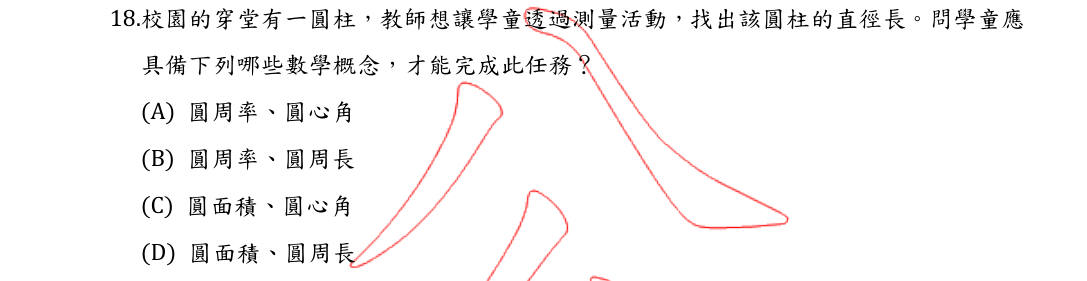 18.校園的穿堂有一圓柱，教師想讓學童透過測量活動，找出該圓柱的直徑長。問學童應
具備下列哪些數學概念，才能完成此任務？
(A) 圓周率、圓心角
(B) 圓周率、圓周長
(C) 圓面積、圓心角
(D) 圓面積、圓周長